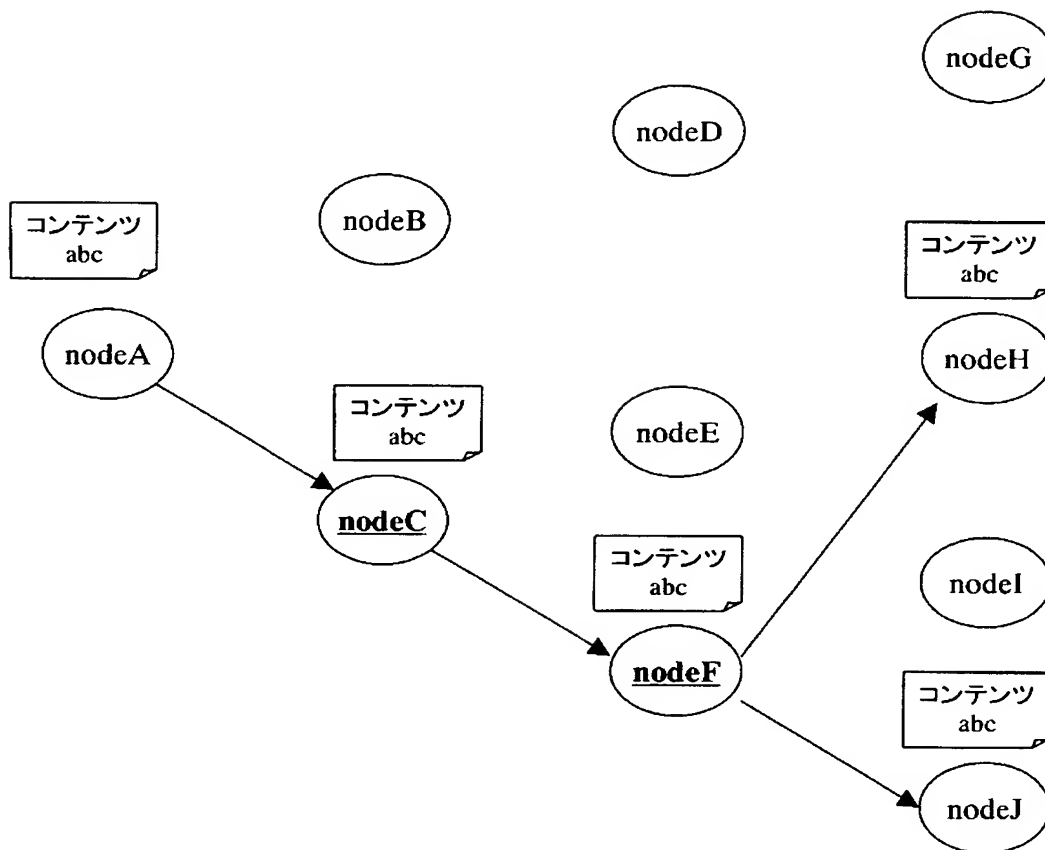 nodeG
nodeD
nodeB
コンテンツ
abc
コンテンツ
abc
nodeA
nodeH
コンテンツ
abc
nodeE
nodeC
コンテンツ
abc
nodeI
nodeF
コンテンツ
abc
nodeJ